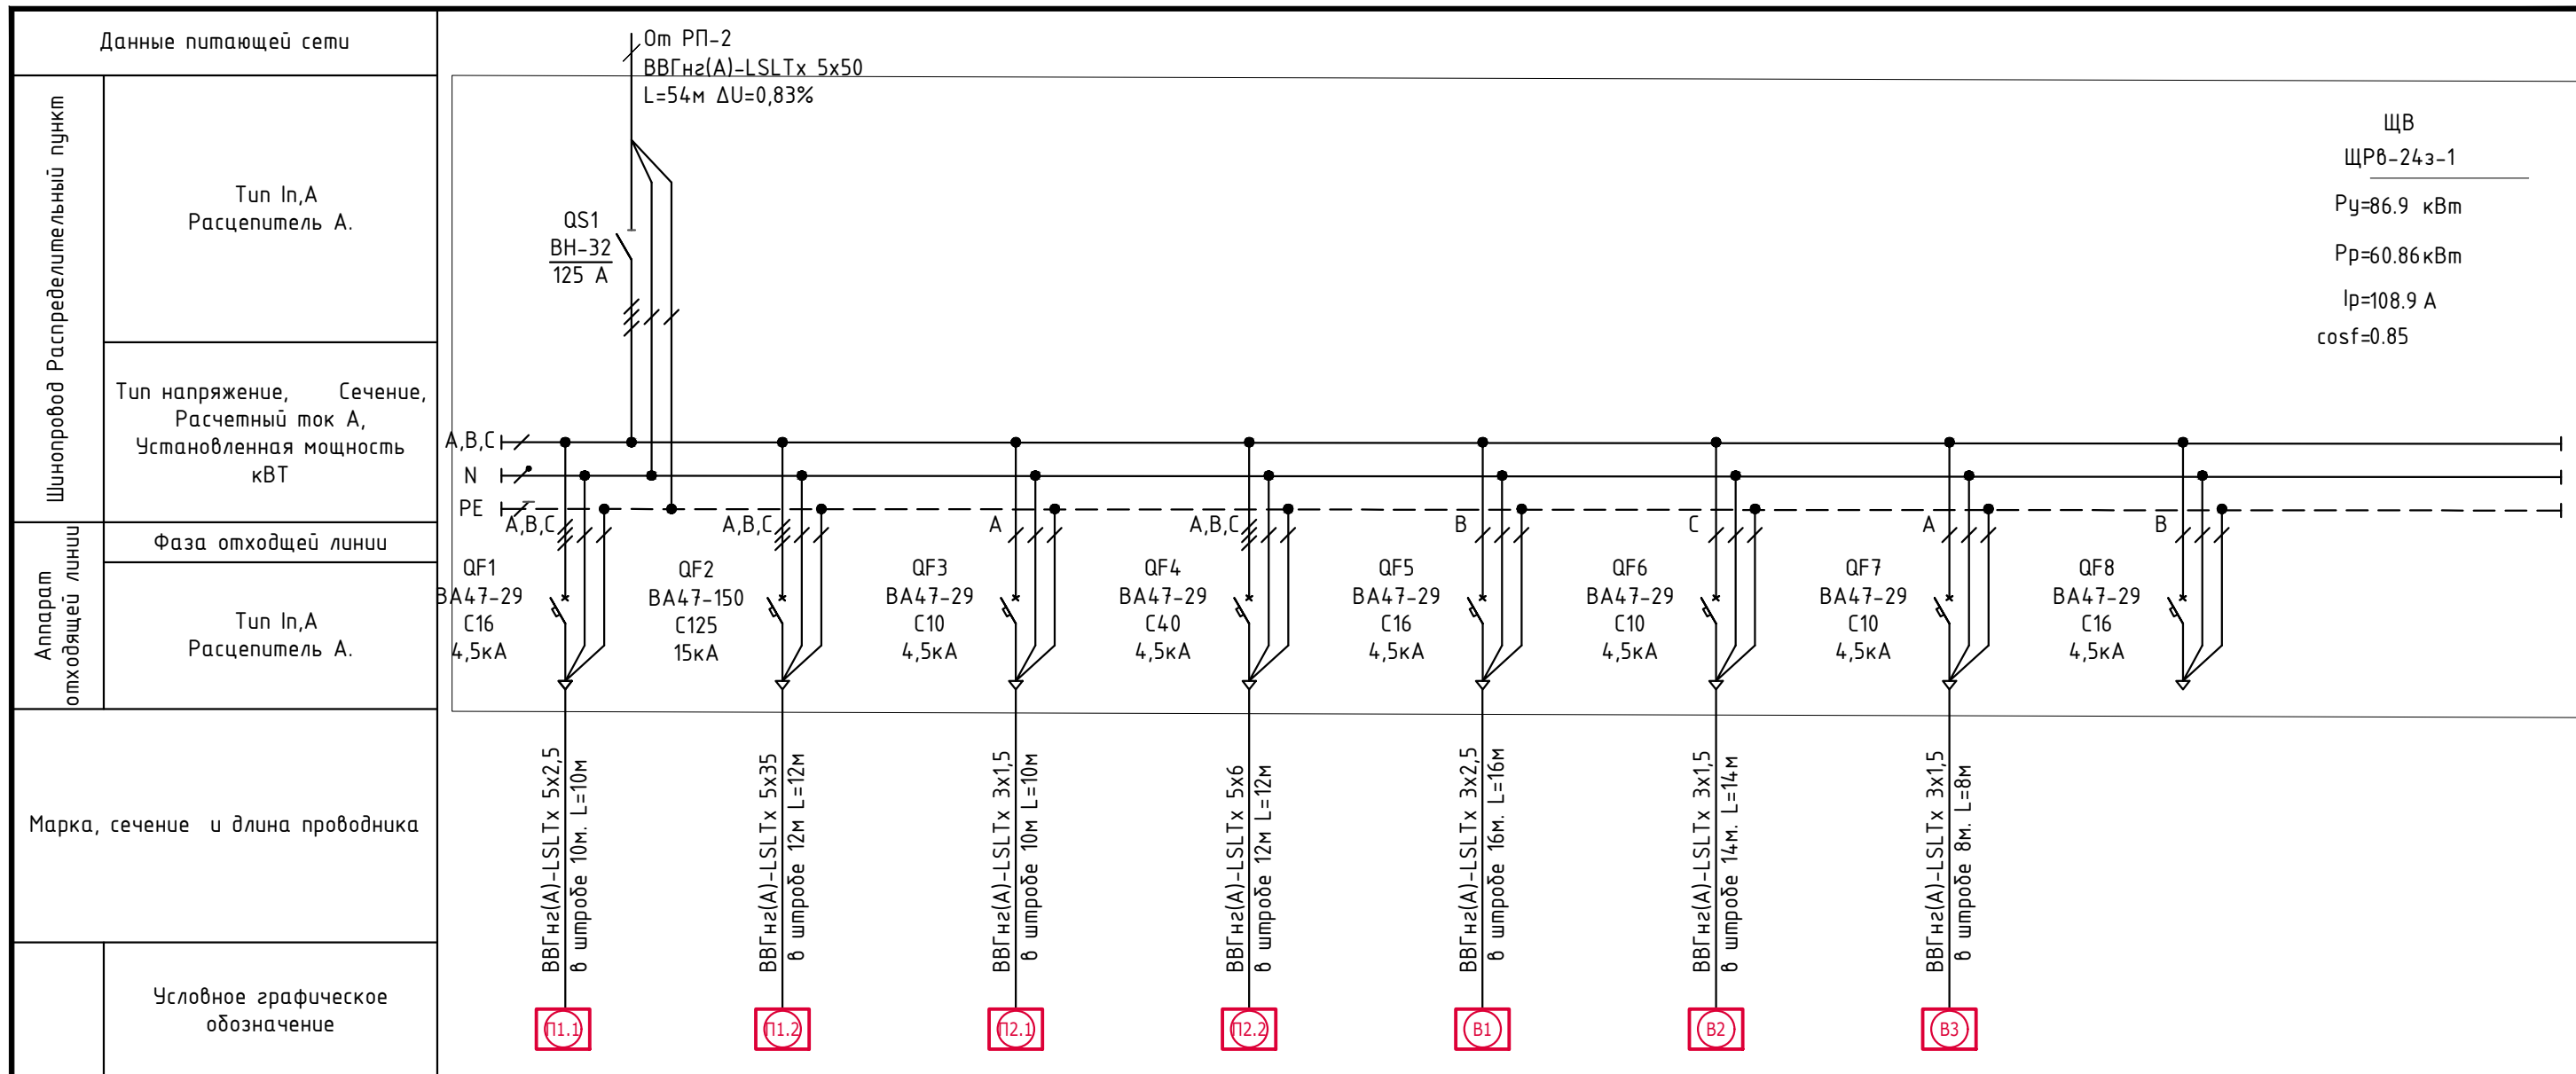 Данные питающей сети
Шинопровод Распределительный пункт
Тип In,А
Расцепитель А.
Тип напряжение, Сечение,
Расчетный ток А,
Установленная мощность
кВТ
Аппарат
отходящей линии
Фаза отходщей линии
Тип In,А
Расцепитель А.
Марка, сечение и длина проводника
Условное графическое
обозначение
От РП-2
ВВГнг(А)-LSLTx 5х50
L=54м ΔU=0,83%
QS1
ВН-32
125 А
ЩВ
ЩРв-24з-1
Ру=86.9 кВт
Рр=60.86кВт
Iр=108.9 А
cosf=0.85
А,В,С
N
PE
А,В,С
А,В,С
А
А,В,С
В
С
А
В
QF1
ВА47-29
С16
4,5кА
QF2
ВА47-150
С125
15кА
QF3
ВА47-29
С10
4,5кА
QF4
ВА47-29
С40
4,5кА
QF5
ВА47-29
С16
4,5кА
QF6
ВА47-29
С10
4,5кА
QF7
ВА47-29
С10
4,5кА
QF8
ВА47-29
С16
4,5кА
ВВГнг(А)-LSLTx 5х2,5
в штробе 10м. L=10м
ВВГнг(А)-LSLTx 5х35
в штробе 12м L=12м
ВВГнг(А)-LSLTx 3х1,5
в штробе 10м L=10м
ВВГнг(А)-LSLTx 5х6
в штробе 12м L=12м
ВВГнг(А)-LSLTx 3х2,5
в штробе 16м. L=16м
ВВГнг(А)-LSLTx 3х1,5
в штробе 14м. L=14м
ВВГнг(А)-LSLTx 3х1,5
в штробе 8м. L=8м
П1.1
П1.2
П2.1
П2.2
В1
В2
В3